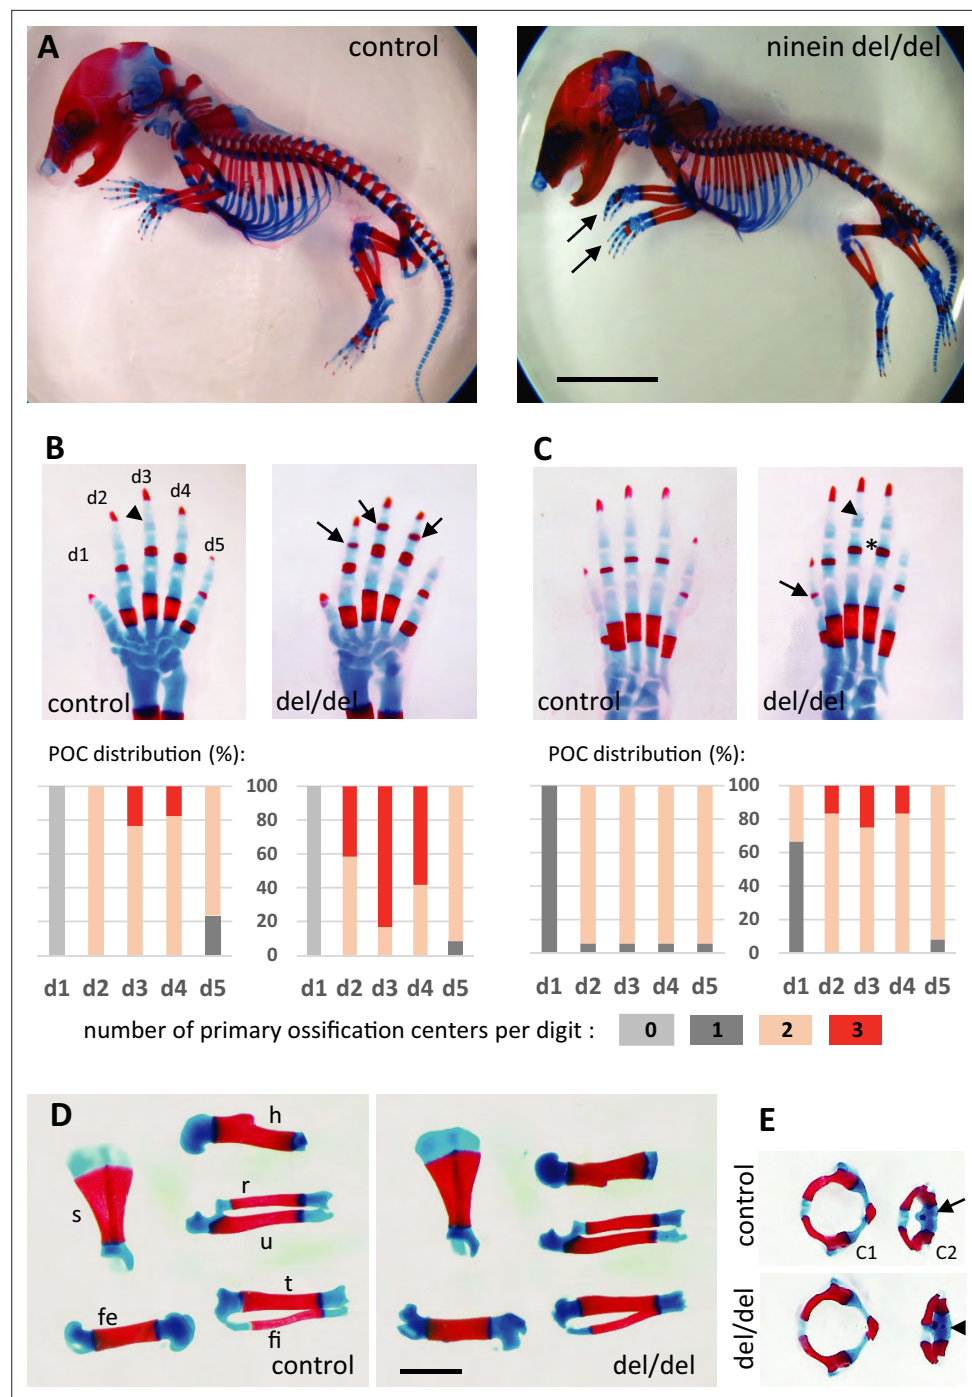 A
control
ninein del/del
B
d1
d2
d3
d4
d5
control
del/del
C
control
del/del
*
POC distribution (%):
100
80
60
40
20
0
d1 d2 d3 d4 d5
d1 d2 d3 d4 d5
POC distribution (%):
100
80
60
40
20
0
d1 d2 d3 d4 d5
d1 d2 d3 d4 d5
number of primary ossification centers per digit : 0 1 2 3
D
s
h
r
u
fe
t
fi
control
del/del
E
control
C1
C2
del/del